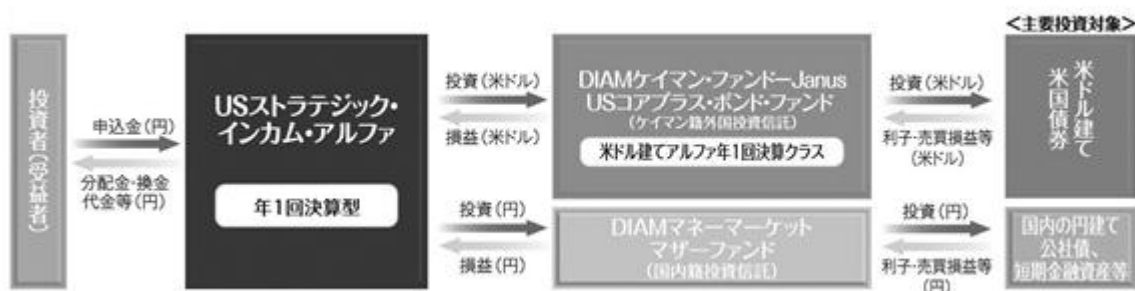 <主要投資対象>
投資者(受益者)
申込金(円)
分配金・換金
代金等(円)
USストラテジック・
インカム・アルファ
年1回決算型
投資(米ドル)
損益(米ドル)
DIAMケイマン・ファンドーJanus
USコアプラス・ボンド・ファンド
(ケイマン籍外国投資信託)
米ドル建てアルファ年1回決算クラス
投資(米ドル)
利子・売買損益等
(米ドル)
米ドル建て
米国債券
投資(円)
損益(円)
DIAMマネーマーケット
マザーファンド
(国内籍投資信託)
投資(円)
利子・売買損益等
(円)
国内の円建て
公社債、
短期金融資産等